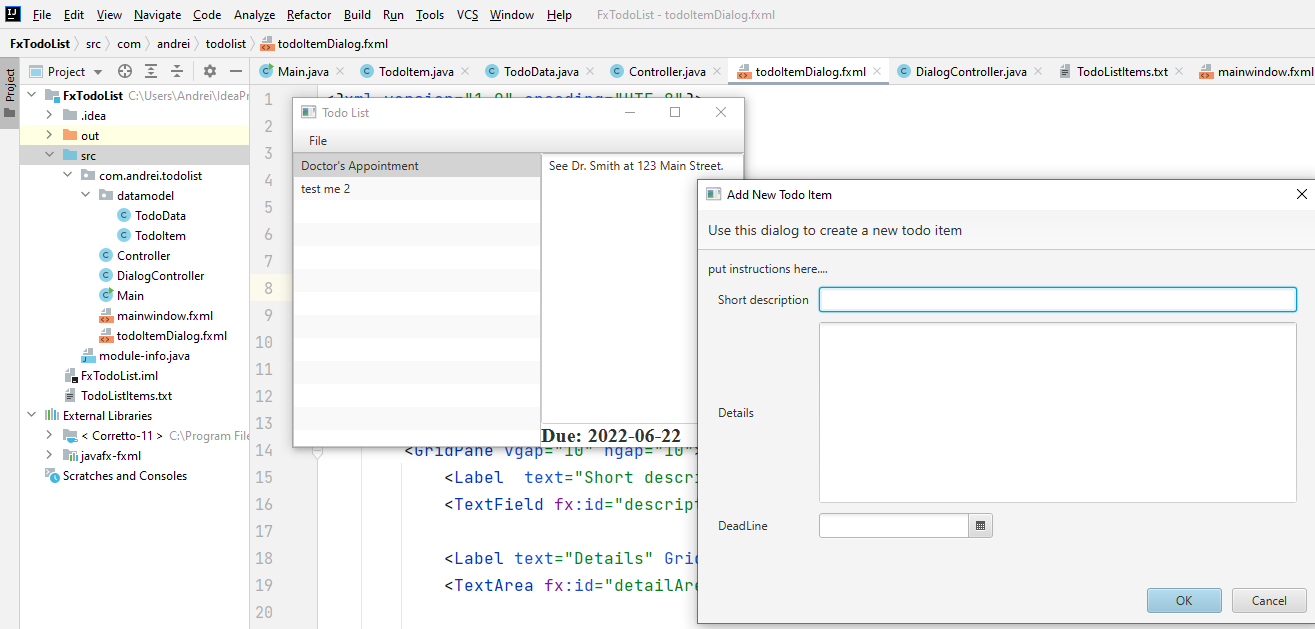 File Edit View Navigate Code Analyze Refactor Build Run Tools VCS Window Help FxTodoList - todoItemDialog.fxml
FxTodoList src com andrei todolist todoItemDialog.fxml
Project
Project
Main.java TodoItem.java TodoData.java Controller.java todoItemDialog.fxml DialogController.java TodoListItems.txt mainwindow.fxml
FxTodoList C:\Users\Andrei\IdeaPr
.idea
out
src
com.andrei.todolist
datamodel
TodoData
TodoItem
Controller
DialogController
Main
mainwindow.fxml
todoItemDialog.fxml
module-info.java
FxTodoList.iml
TodoListItems.txt
External Libraries
< Corretto-11 > C:\Program File
javafx-fxml
Scratches and Consoles
1
2
3
4
5
6
7
8
9
10
11
12
13
14 <GridPane vgap="10" hgap="10">
15 <Label text="Short descri
16 <TextField fx:id="descript
17
18 <Label text="Details" Grid
19 <TextArea fx:id="detailAre
20
Todo List
File
Doctor's Appointment
test me 2
See Dr. Smith at 123 Main Street.
Due: 2022-06-22
Add New Todo Item
Use this dialog to create a new todo item
put instructions here....
Short description
Details
DeadLine
OK Cancel